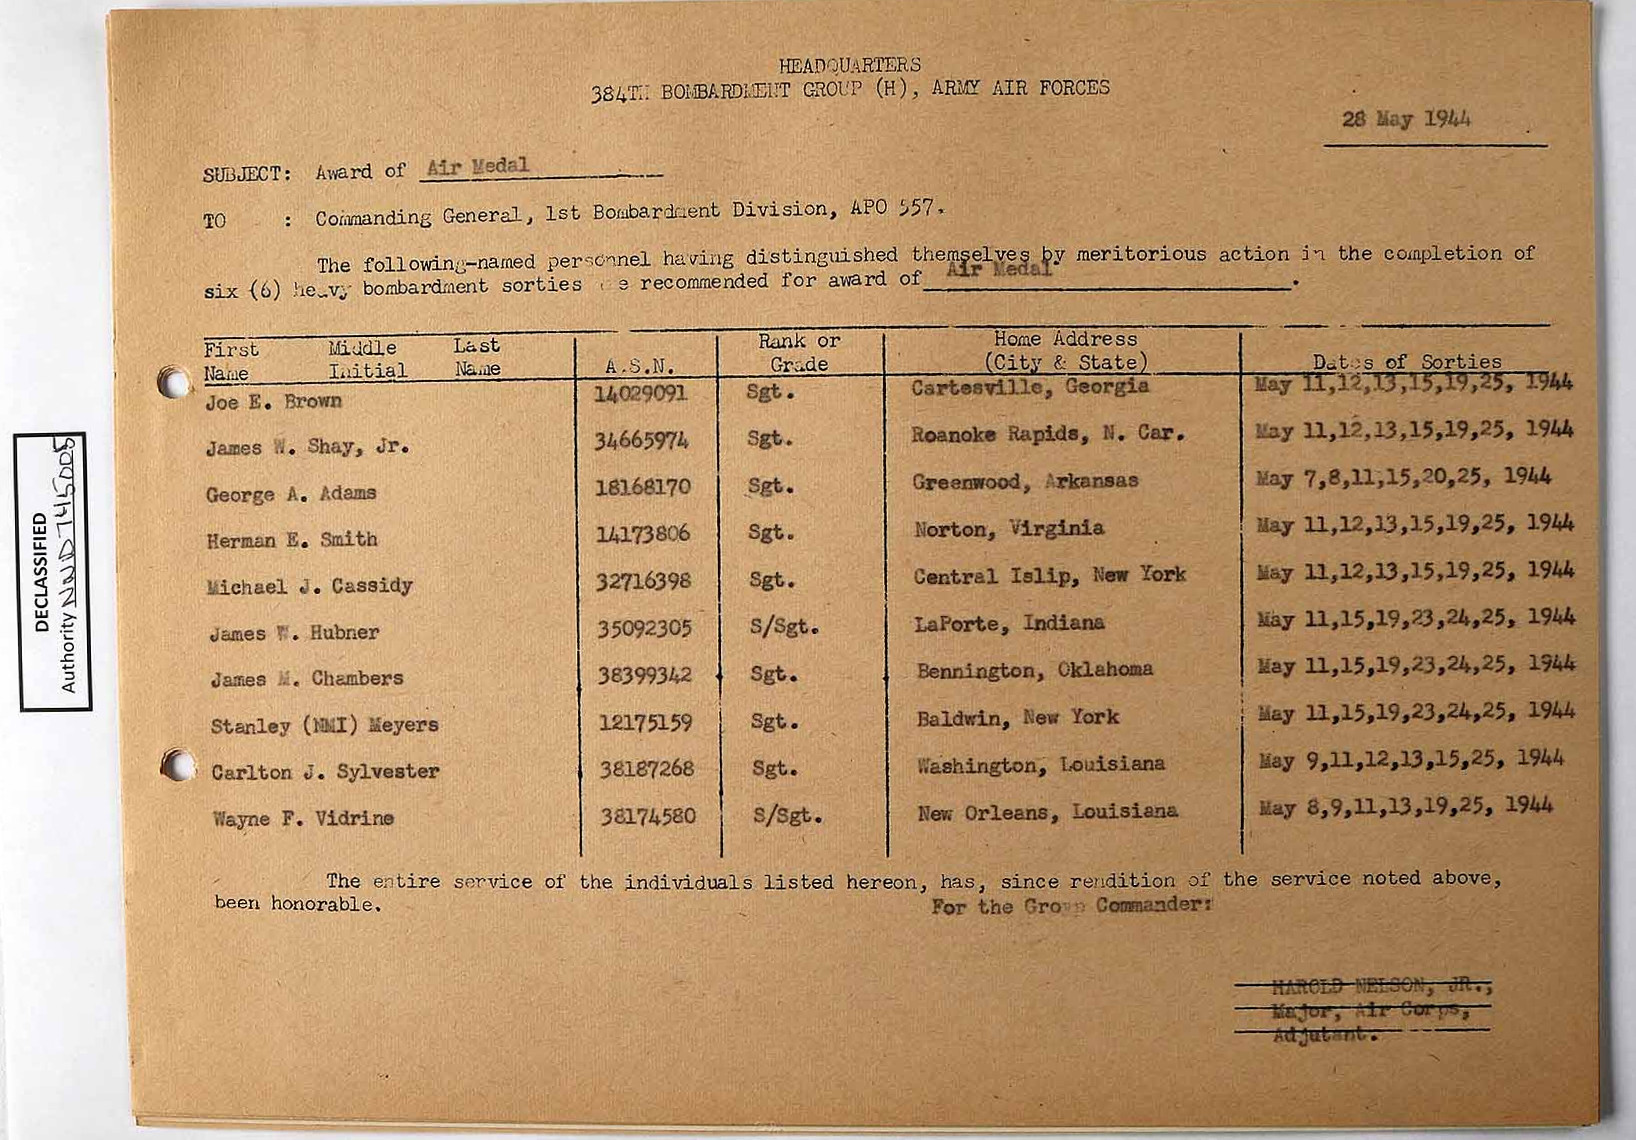 HEADQUARTERS
384TH BOMBARDMENT GROUP (H), ARMY AIR FORCES
28 May 1944
SUBJECT: Award of Air Medal
TO : Commanding General, 1st Bombardment Division, APO 557.
The following-named personnel having distinguished themselves by meritorious action in the completion of
six (6) heavy bombardment sorties are recommended for award of Air Medal.
First Name Middle Initial Last Name A.S.N. Rank or Grade Home Address (City & State) Dates of Sorties
Joe E. Brown 14029091 Sgt. Cartesville, Georgia May 11,12,13,15,19,25, 1944
James W. Shay, Jr. 34665974 Sgt. Roanoke Rapids, N. Car. May 11,12,13,15,19,25, 1944
George A. Adams 18168170 Sgt. Greenwood, Arkansas May 7,8,11,15,20,25, 1944
Herman E. Smith 14173806 Sgt. Norton, Virginia May 11,12,13,15,19,25, 1944
Michael J. Cassidy 32716398 Sgt. Central Islip, New York May 11,12,13,15,19,25, 1944
James W. Hubner 35092305 S/Sgt. LaPorte, Indiana May 11,15,19,23,24,25, 1944
James M. Chambers 38399342 Sgt. Bennington, Oklahoma May 11,15,19,23,24,25, 1944
Stanley (NMI) Meyers 12175159 Sgt. Baldwin, New York May 11,15,19,23,24,25, 1944
Carlton J. Sylvester 38187268 Sgt. Washington, Louisiana May 9,11,12,13,15,25, 1944
Wayne F. Vidrine 38174580 S/Sgt. New Orleans, Louisiana May 8,9,11,13,19,25, 1944
The entire service of the individuals listed hereon, has, since rendition of the service noted above,
been honorable.
For the Group Commander:
HAROLD NELSON, JR.,
Major, Air Corps,
Adjutant.
DECLASSIFIED
Authority NND 745005